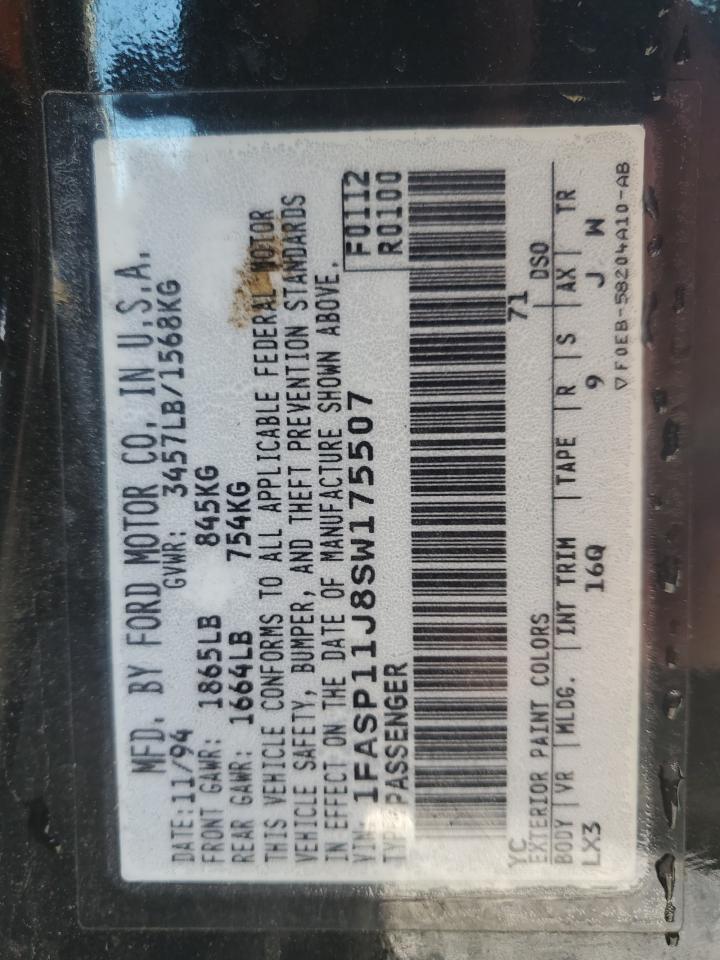 MFD. BY FORD MOTOR CO. IN U.S.A.
DATE: 11/94 GVWR: 3457LB/1568KG
FRONT GAWR: 1865LB 845KG
REAR GAWR: 1664LB 754KG
THIS VEHICLE CONFORMS TO ALL APPLICABLE FEDERAL MOTOR
VEHICLE SAFETY, BUMPER, AND THEFT PREVENTION STANDARDS
IN EFFECT ON THE DATE OF MANUFACTURE SHOWN ABOVE.
VIN: 1FASP11J8SW175507 F0112
TYPE: PASSENGER R0100
YC 71
EXTERIOR PAINT COLORS DSO
BODY | VR | MLDG. | INT TRIM | TAPE | R | S | AX | TR
LX3 16Q 9 J W
▽ F0EB-58204A10-AB